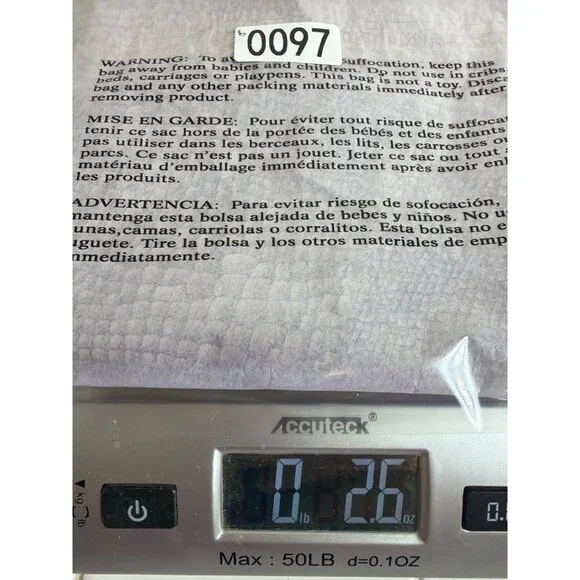 0097
WARNING: To suffocation, keep this
bag away from babies and children. Do not use in cribs
beds, carriages or playpens. This bag is not a toy.
bag and any other packing materials immediately after
removing product.
MISE EN GARDE: Pour éviter tout risque de
tenir ce sac hors de la portée des bébés et des enfants
pas utiliser dans les berceaux, les lits, les carrosses
parcs. Ce sac n'est pas un jouet. Jeter ce sac ou tout
matériau d'emballage immédiatement après avoir
les produits.
ADVERTENCIA: Para evitar riesgo de sofocación,
mantenga esta bolsa alejada de bebes y niños. No
unas,camas, carriolas o corralitos. Esta bolsa no
uguete. Tire la bolsa y los otros materiales de
nmediatamente.
Accuteck®
0 lb 2.6 oz
kg
lb
Max : 50LB d=0.1OZ